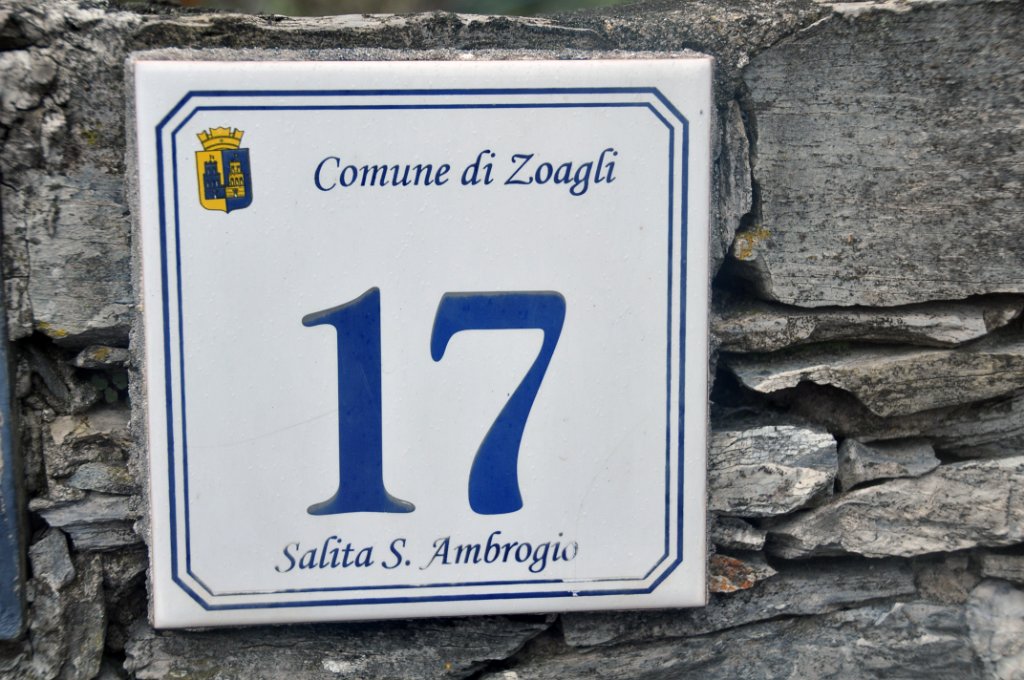 Comune di Zoagli
17
Salita S. Ambrogio